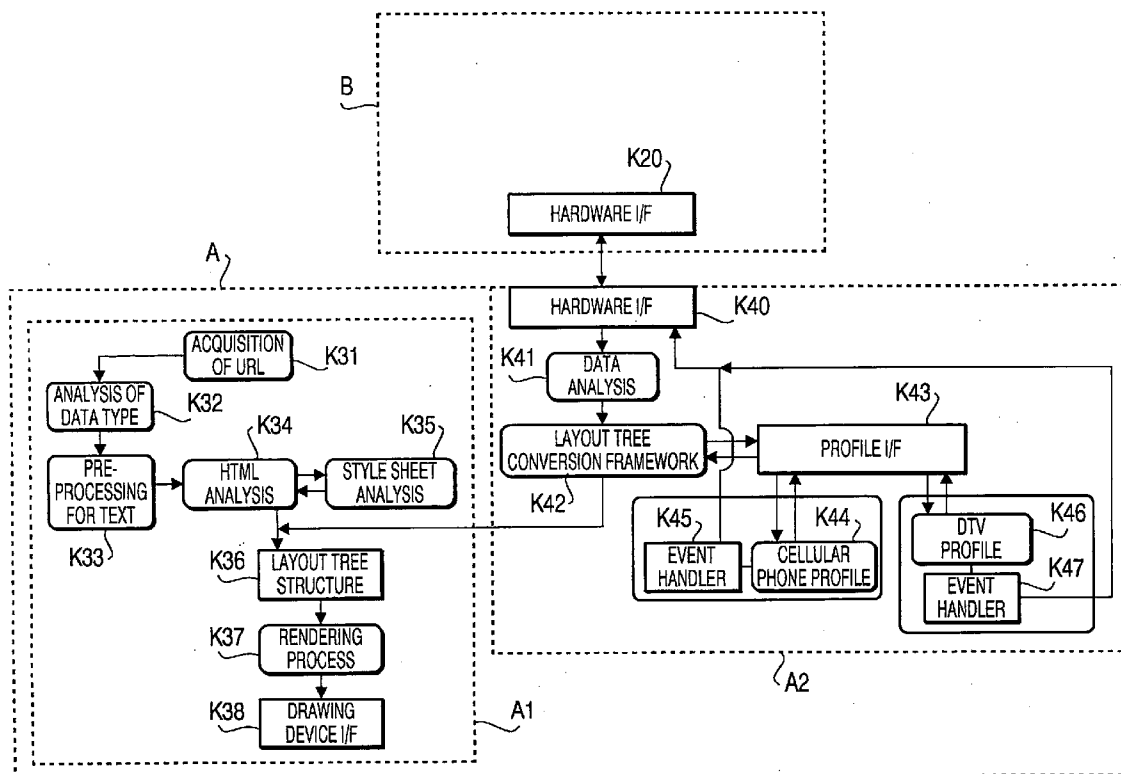 B
K20
HARDWARE I/F
A
HARDWARE I/F
K40
ACQUISITION
OF URL
K31
K41
DATA
ANALYSIS
ANALYSIS OF
DATA TYPE
K32
K34
K35
K43
PRE-
PROCESSING
FOR TEXT
K33
HTML
ANALYSIS
STYLE SHEET
ANALYSIS
LAYOUT TREE
CONVERSION FRAMEWORK
K42
PROFILE I/F
K45
K44
EVENT
HANDLER
CELLULAR
PHONE PROFILE
DTV
PROFILE
K46
EVENT
HANDLER
K47
K36
LAYOUT TREE
STRUCTURE
K37
RENDERING
PROCESS
K38
DRAWING
DEVICE I/F
A1
A2